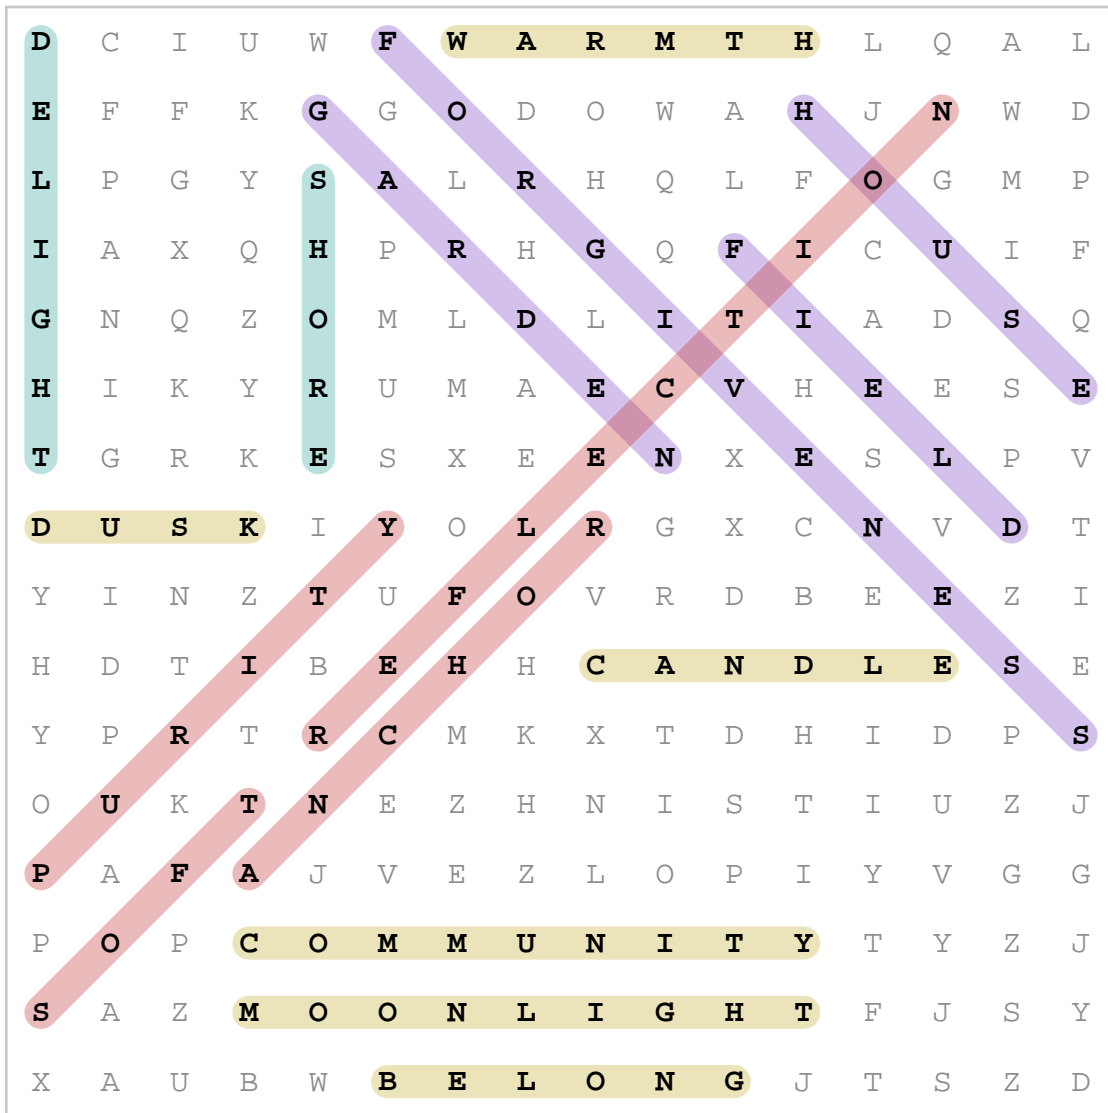 D C I U W F W A R M T H L Q A L
E F F K G G O D O W A H J N W D
L P G Y S A L R H Q L F O G M P
I A X Q H P R H G Q F I C U I F
G N Q Z O M L D L I T I A D S Q
H I K Y R U M A E C V H E E S E
T G R K E S X E E N X E S L P V
D U S K I Y O L R G X C N V D T
Y I N Z T U F O V R D B E E Z I
H D T I B E H H C A N D L E S E
Y P R T R C M K X T D H I D P S
O U K T N E Z H N I S T I U Z J
P A F A J V E Z L O P I Y V G G
P O P C O M M U N I T Y T Y Z J
S A Z M O O N L I G H T F J S Y
X A U B W B E L O N G J T S Z D